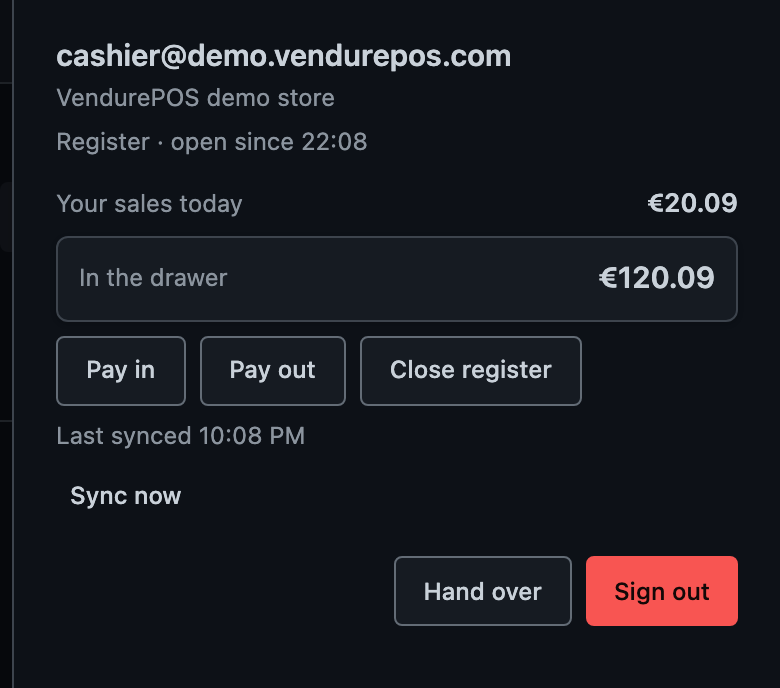 cashier@demo.vendurepos.com
VendurePOS demo store
Register · open since 22:08
Your sales today €20.09
In the drawer €120.09
Pay in Pay out Close register
Last synced 10:08 PM
Sync now
Hand over Sign out